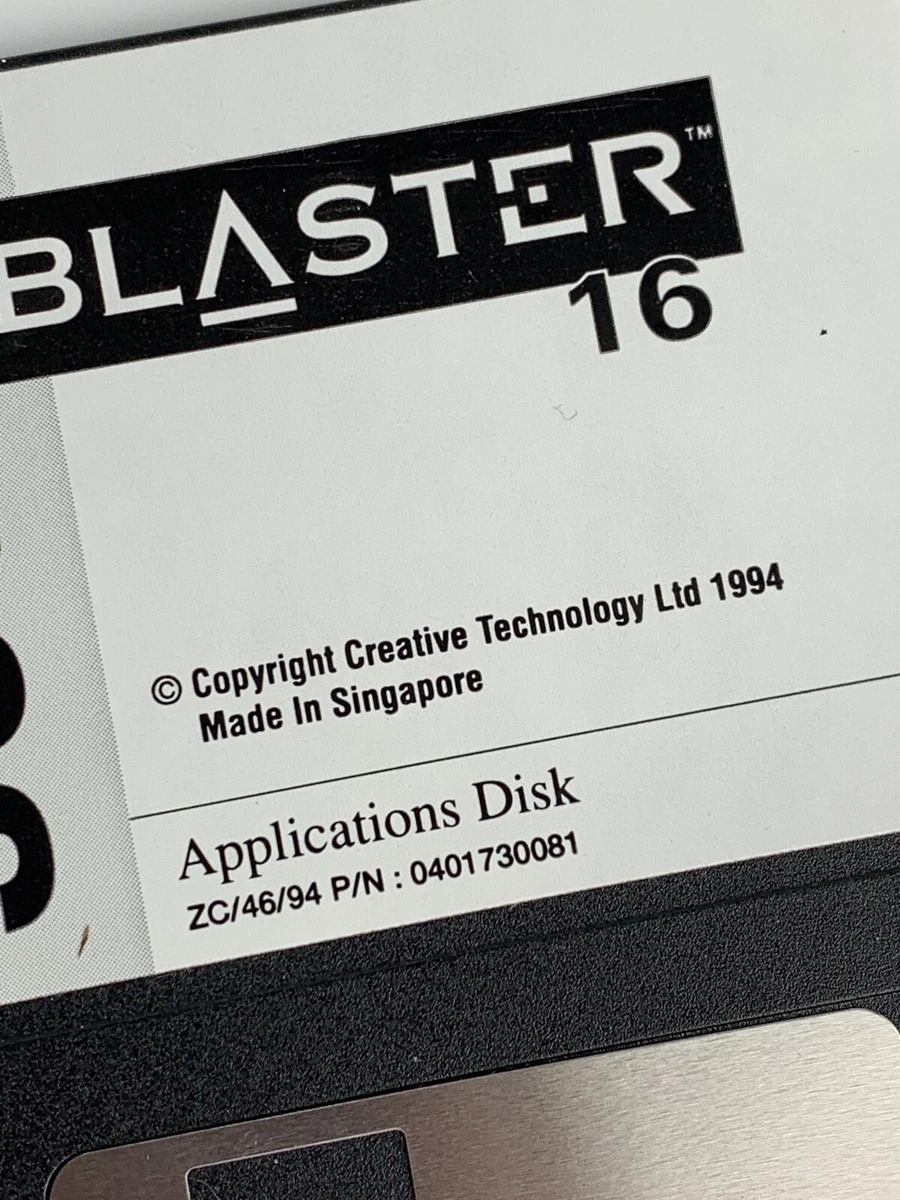 BLASTER™
16
© Copyright Creative Technology Ltd 1994
Made In Singapore
Applications Disk
ZC/46/94 P/N : 0401730081